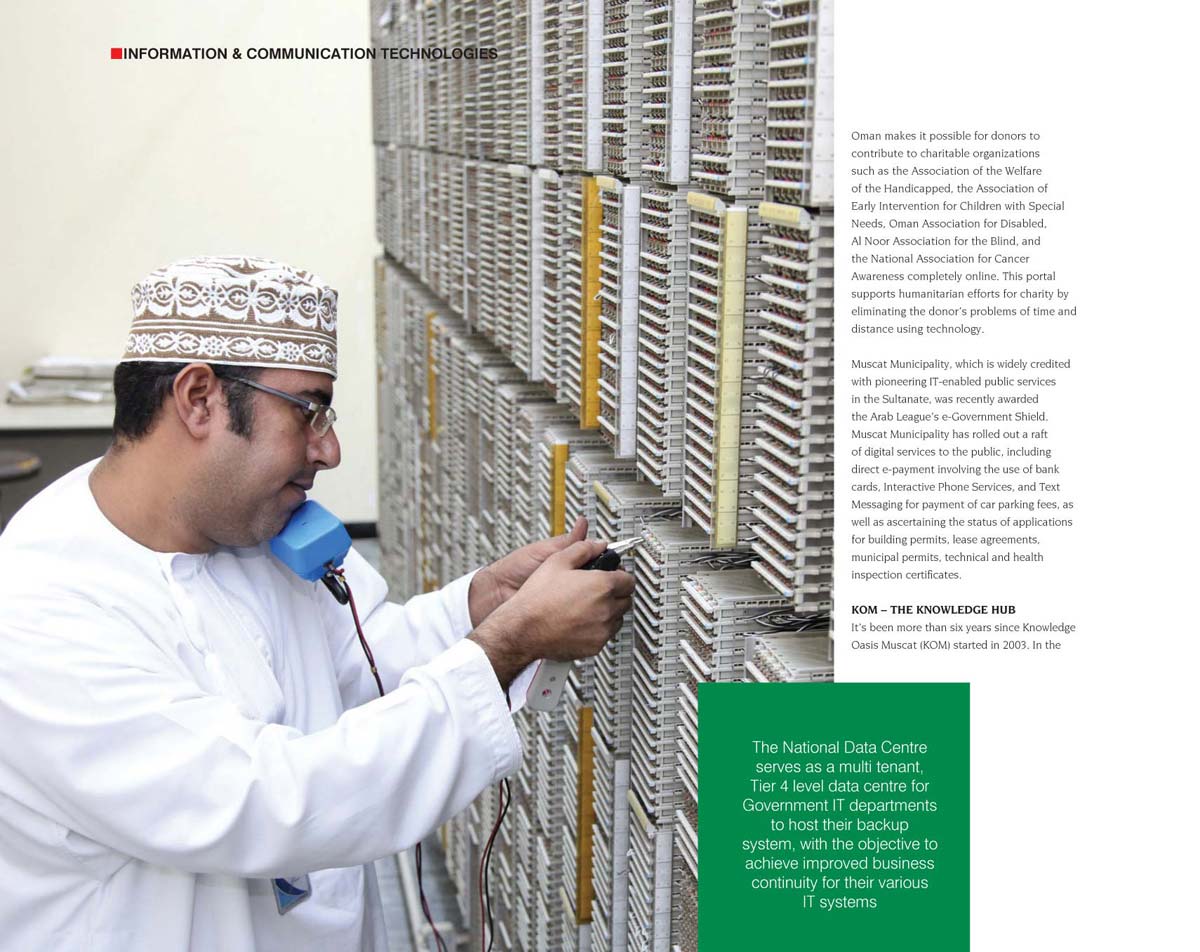 INFORMATION & COMMUNICATION TECHNOLOGIES
Oman makes it possible for donors to
contribute to charitable organizations
such as the Association of the Welfare
of the Handicapped, the Association of
Early Intervention for Children with Special
Needs, Oman Association for Disabled,
Al Noor Association for the Blind, and
the National Association for Cancer
Awareness completely online. This portal
supports humanitarian efforts for charity by
eliminating the donor's problems of time and
distance using technology.
Muscat Municipality, which is widely credited
with pioneering IT-enabled public services
in the Sultanate, was recently awarded
the Arab League's e-Government Shield.
Muscat Municipality has rolled out a raft
of digital services to the public, including
direct e-payment involving the use of bank
cards, Interactive Phone Services, and Text
Messaging for payment of car parking fees, as
well as ascertaining the status of applications
for building permits, lease agreements,
municipal permits, technical and health
inspection certificates.
KOM – THE KNOWLEDGE HUB
It's been more than six years since Knowledge
Oasis Muscat (KOM) started in 2003. In the
The National Data Centre
serves as a multi tenant,
Tier 4 level data centre for
Government IT departments
to host their backup
system, with the objective to
achieve improved business
continuity for their various
IT systems